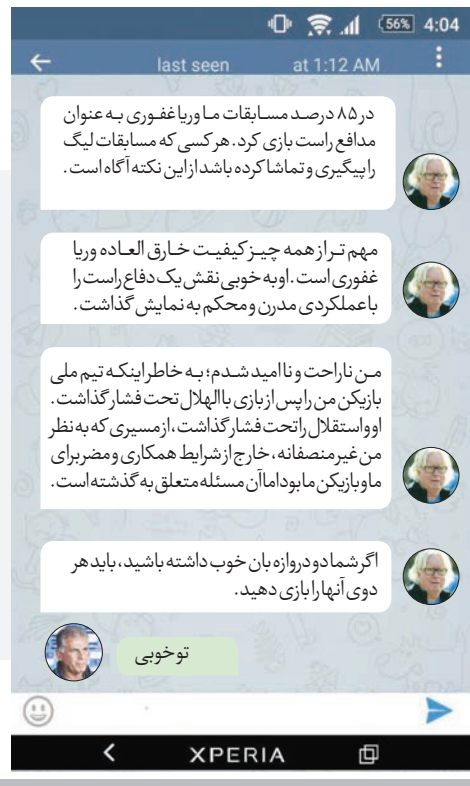 56% 4:04
last seen at 1:12 AM
در ۸۵ درصد مسابقات ما وریا غفوری به عنوان
مدافع راست بازی کرد. هر کسی که مسابقات لیگ
را پیگیری و تماشا کرده باشد از این نکته آگاه است.
مهم تر از همه چیز کیفیت خارق العاده وریا
غفوری است. او به خوبی نقش یک دفاع راست را
با عملکردی مدرن و محکم به نمایش گذاشت.
من ناراحت و ناامید شدم؛ به خاطر اینکه تیم ملی
بازیکن من را پس از بازی با الهلال تحت فشار گذاشت.
او و استقلال را تحت فشار گذاشت، از مسیری که به نظر
من غیر منصفانه، خارج از شرایط همکاری و مضر برای
ما و بازیکن ما بود اما آن مسئله متعلق به گذشته است.
اگر شما دو دروازه بان خوب داشته باشید، باید هر
دوی آنها را بازی دهید.
تو خوبی
XPERIA